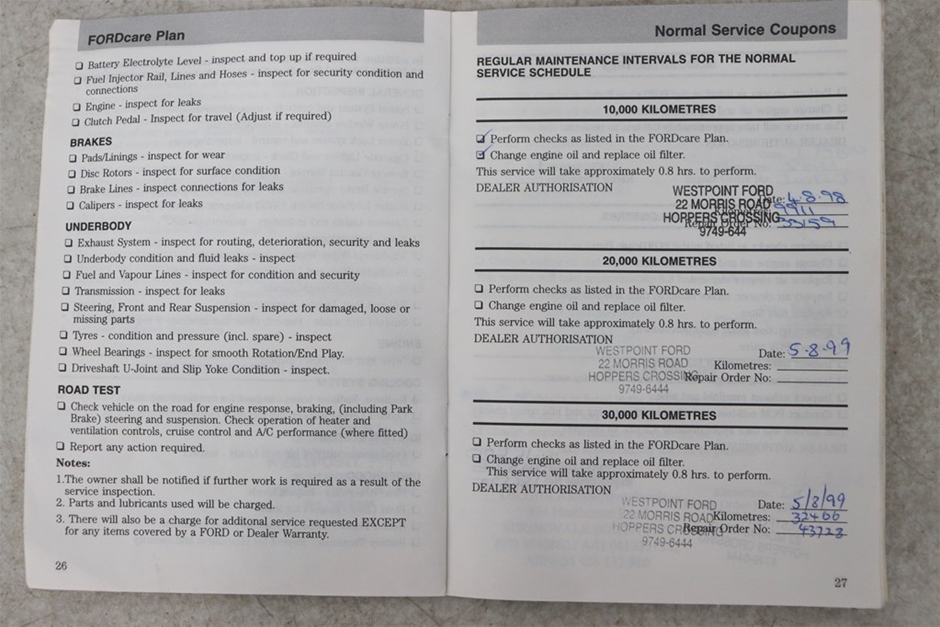 FORDcare Plan
❑ Battery Electrolyte Level - inspect and top up if required
❑ Fuel Injector Rail, Lines and Hoses - inspect for security condition and
connections
❑ Engine - inspect for leaks
❑ Clutch Pedal - Inspect for travel (Adjust if required)
BRAKES
❑ Pads/Linings - inspect for wear
❑ Disc Rotors - inspect for surface condition
❑ Brake Lines - inspect connections for leaks
❑ Calipers - inspect for leaks
UNDERBODY
❑ Exhaust System - inspect for routing, deterioration, security and leaks
❑ Underbody condition and fluid leaks - inspect
❑ Fuel and Vapour Lines - inspect for condition and security
❑ Transmission - inspect for leaks
❑ Steering, Front and Rear Suspension - inspect for damaged, loose or
missing parts
❑ Tyres - condition and pressure (incl. spare) - inspect
❑ Wheel Bearings - inspect for smooth Rotation/End Play.
❑ Driveshaft U-Joint and Slip Yoke Condition - inspect.
ROAD TEST
❑ Check vehicle on the road for engine response, braking, (including Park
Brake) steering and suspension. Check operation of heater and
ventilation controls, cruise control and A/C performance (where fitted)
❑ Report any action required.
Notes:
1.The owner shall be notified if further work is required as a result of the
service inspection.
2. Parts and lubricants used will be charged.
3. There will also be a charge for additonal service requested EXCEPT
for any items covered by a FORD or Dealer Warranty.
26
Normal Service Coupons
REGULAR MAINTENANCE INTERVALS FOR THE NORMAL
SERVICE SCHEDULE
10,000 KILOMETRES
❑ Perform checks as listed in the FORDcare Plan.
❑ Change engine oil and replace oil filter.
This service will take approximately 0.8 hrs. to perform.
DEALER AUTHORISATION
WESTPOINT FORD
22 MORRIS ROAD
HOPPERS CROSSING
9749-644
Date: 4-8-98
Kilometres: 9911
Repair Order No: 33159
20,000 KILOMETRES
❑ Perform checks as listed in the FORDcare Plan.
❑ Change engine oil and replace oil filter.
This service will take approximately 0.8 hrs. to perform.
DEALER AUTHORISATION
WESTPOINT FORD
22 MORRIS ROAD
HOPPERS CROSSING
9749-6444
Date: 5-8-99
Kilometres:
Repair Order No:
30,000 KILOMETRES
❑ Perform checks as listed in the FORDcare Plan.
❑ Change engine oil and replace oil filter.
This service will take approximately 0.8 hrs. to perform.
DEALER AUTHORISATION
WESTPOINT FORD
22 MORRIS ROAD
HOPPERS CROSSING
9749-6444
Date: 5/8/99
Kilometres: 32400
Repair Order No: 43723
27